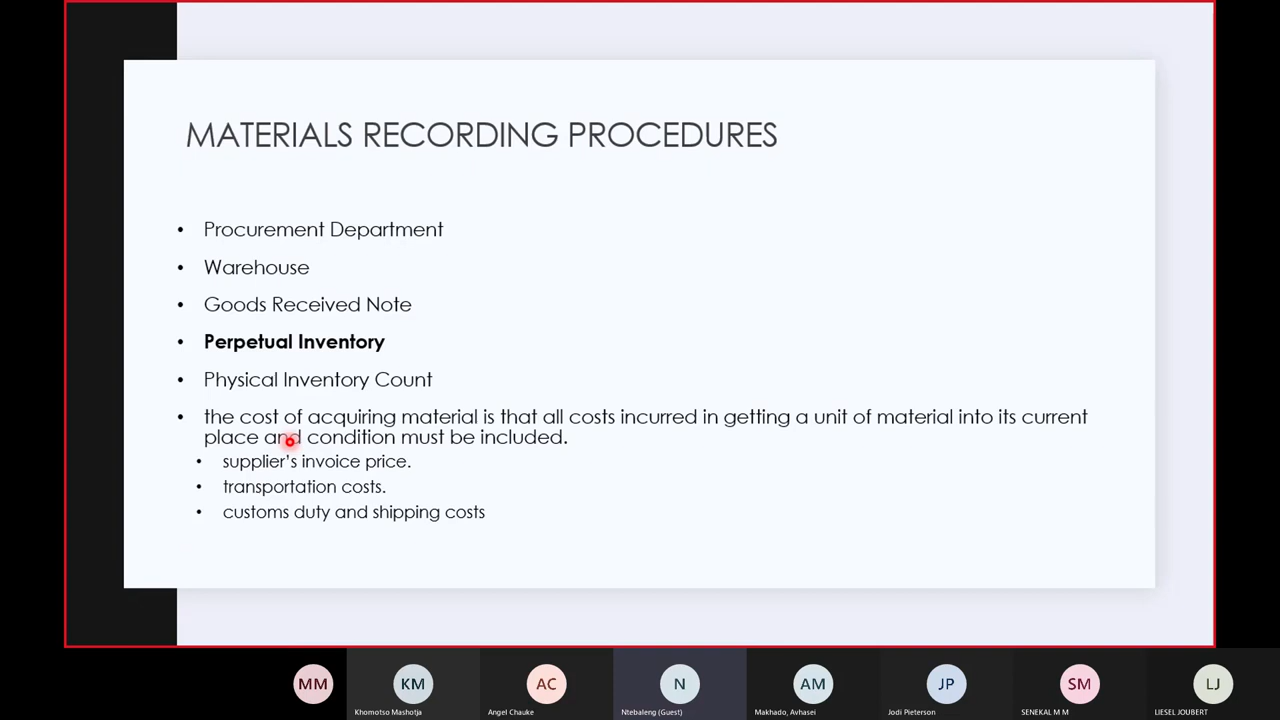 MATERIALS RECORDING PROCEDURES
• Procurement Department
• Warehouse
• Goods Received Note
• Perpetual Inventory
• Physical Inventory Count
• the cost of acquiring material is that all costs incurred in getting a unit of material into its current
place and condition must be included.
• supplier’s invoice price.
• transportation costs.
• customs duty and shipping costs
MM
KM
AC
N
AM
JP
SM
LJ
Khomotso Mashotja
Angel Chauke
Ntebaleng (Guest)
Makhado, Avhasei
Jodi Pieterson
SENEKAL M M
LIESEL JOUBERT